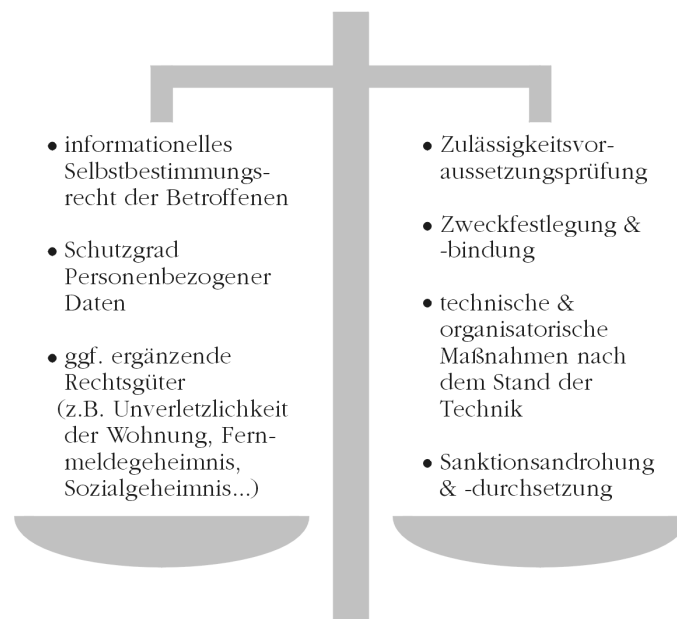 • informationelles
Selbstbestimmungs-
recht der Betroffenen
• Schutzgrad
Personenbezogener
Daten
• ggf. ergänzende
Rechtsgüter
(z.B. Unverletzlichkeit
der Wohnung, Fern-
meldegeheimnis,
Sozialgeheimnis...)
• Zulässigkeitsvor-
aussetzungsprüfung
• Zweckfestlegung &
-bindung
• technische &
organisatorische
Maßnahmen nach
dem Stand der
Technik
• Sanktionsandrohung
& -durchsetzung